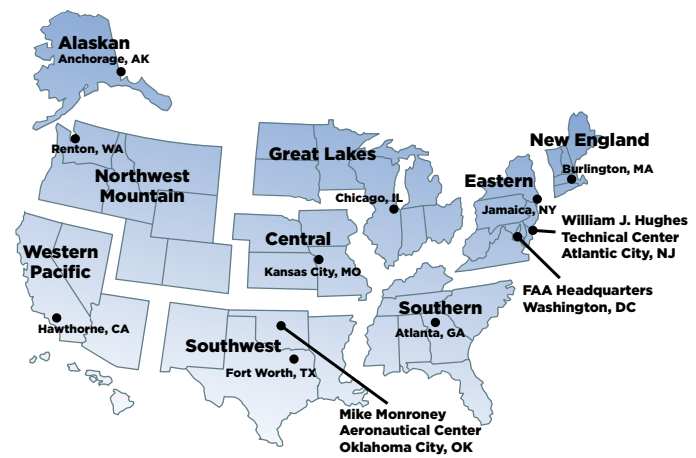 Alaskan
Anchorage, AK
Renton, WA
Northwest
Mountain
Great Lakes
Chicago, IL
New England
Burlington, MA
Eastern
Jamaica, NY
William J. Hughes
Technical Center
Atlantic City, NJ
FAA Headquarters
Washington, DC
Western
Pacific
Hawthorne, CA
Central
Kansas City, MO
Southern
Atlanta, GA
Southwest
Fort Worth, TX
Mike Monroney
Aeronautical Center
Oklahoma City, OK